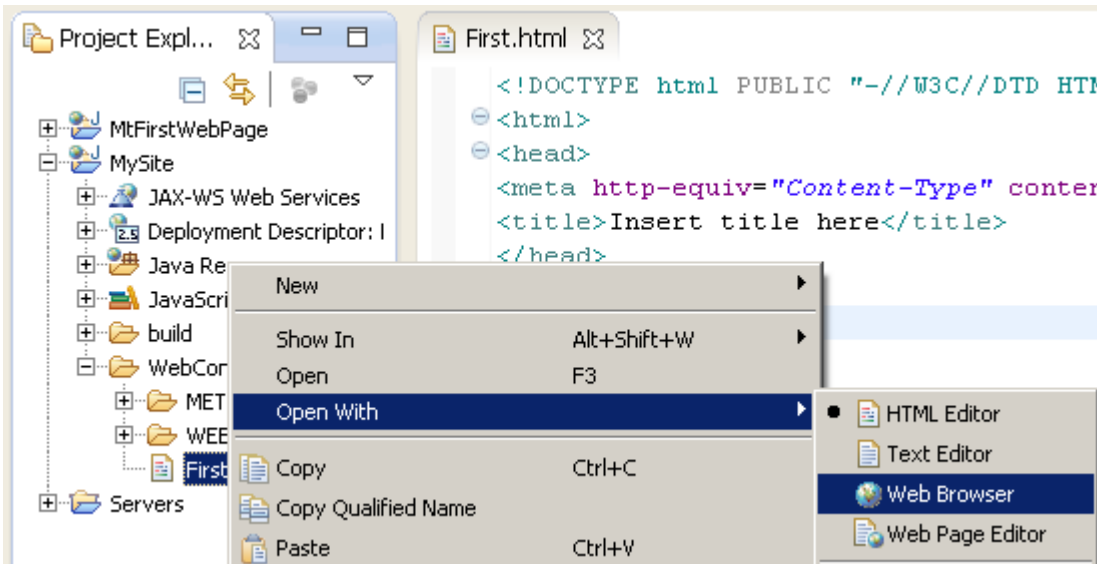 Project Expl...
MtFirstWebPage
MySite
JAX-WS Web Services
2.5 Deployment Descriptor:
Java Re
JavaScri
build
WebCon
MET
WEB
First
Servers
First.html
<!DOCTYPE html PUBLIC "-//W3C//DTD HTM
<html>
<head>
<meta http-equiv="Content-Type" conten
<title>Insert title here</title>
</head>
New
Show In Alt+Shift+W
Open F3
Open With
Copy Ctrl+C
Copy Qualified Name
Paste Ctrl+V
HTML Editor
Text Editor
Web Browser
Web Page Editor